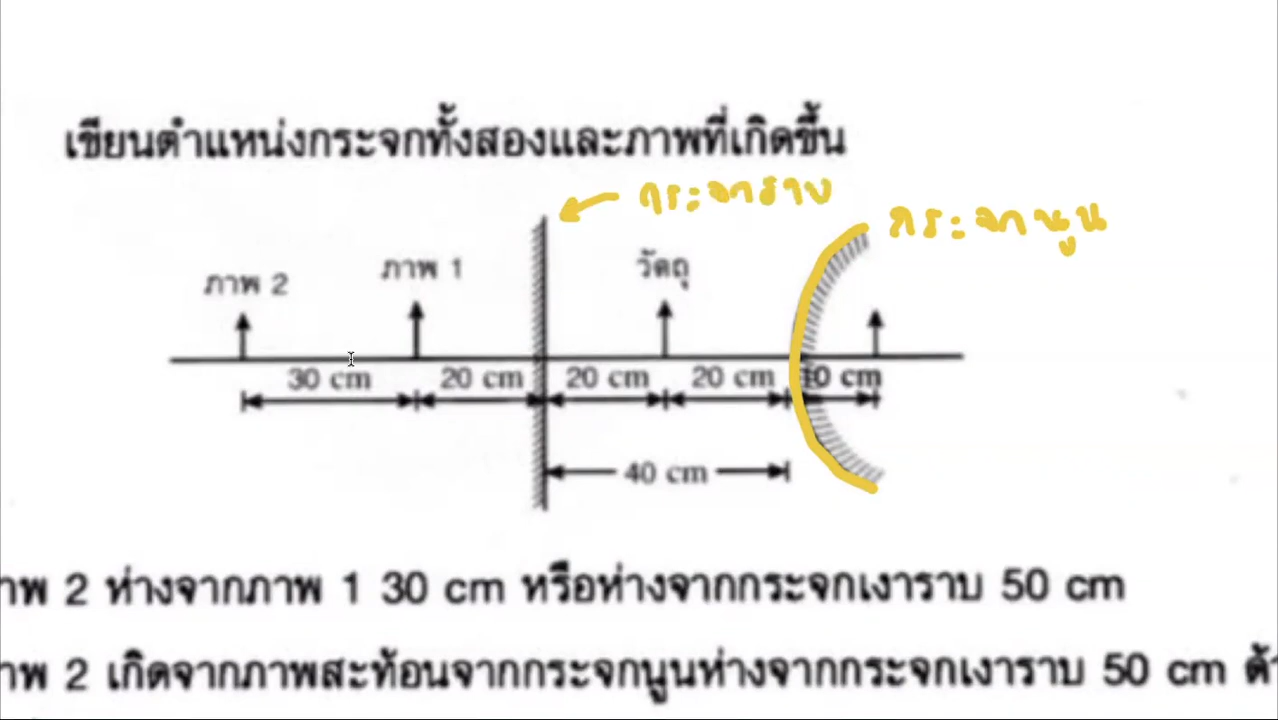 เขียนตำแหน่งกระจกทั้งสองและภาพที่เกิดขึ้น
กระจกราบ
กระจกนูน
ภาพ 2
ภาพ 1
วัตถุ
30 cm
20 cm
20 cm
20 cm
10 cm
40 cm
าพ 2 ห่างจากภาพ 1 30 cm หรือห่างจากกระจกเงาราบ 50 cm
าพ 2 เกิดจากภาพสะท้อนจากกระจกนูนห่างจากกระจกเงาราบ 50 cm ด้า